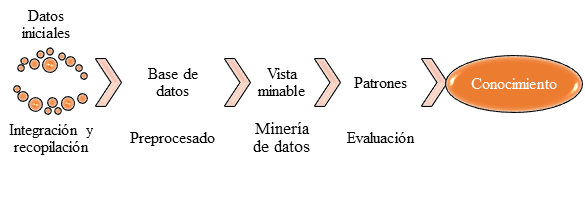 Datos
iniciales
Base de
datos
Vista
minable
Patrones
Conocimiento
Integración y
recopilación
Preprocesado
Minería
de datos
Evaluación